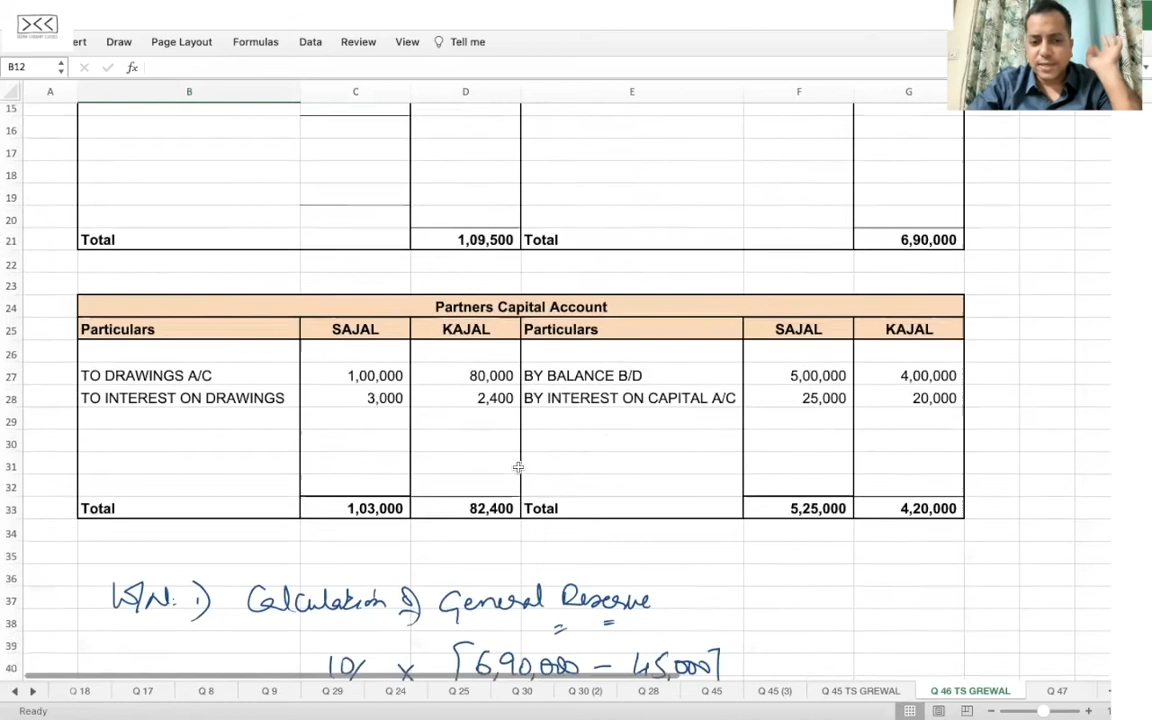 ert Draw Page Layout Formulas Data Review View Tell me
B12 fx
A B C D E F G
15
16
17
18
19
20
21 Total 1,09,500 Total 6,90,000
22
23
24 Partners Capital Account
25 Particulars SAJAL KAJAL Particulars SAJAL KAJAL
26
27 TO DRAWINGS A/C 1,00,000 80,000 BY BALANCE B/D 5,00,000 4,00,000
28 TO INTEREST ON DRAWINGS 3,000 2,400 BY INTEREST ON CAPITAL A/C 25,000 20,000
29
30
31
32
33 Total 1,03,000 82,400 Total 5,25,000 4,20,000
34
35
36
37 W/N: 1) Calculation of General Reserve
38
39
40 10% x [6,90,000 - 45,000]
Q 18 Q 17 Q 8 Q 9 Q 29 Q 24 Q 25 Q 30 Q 30 (2) Q 28 Q 45 Q 45 (3) Q 45 TS GREWAL Q 46 TS GREWAL Q 47
Ready